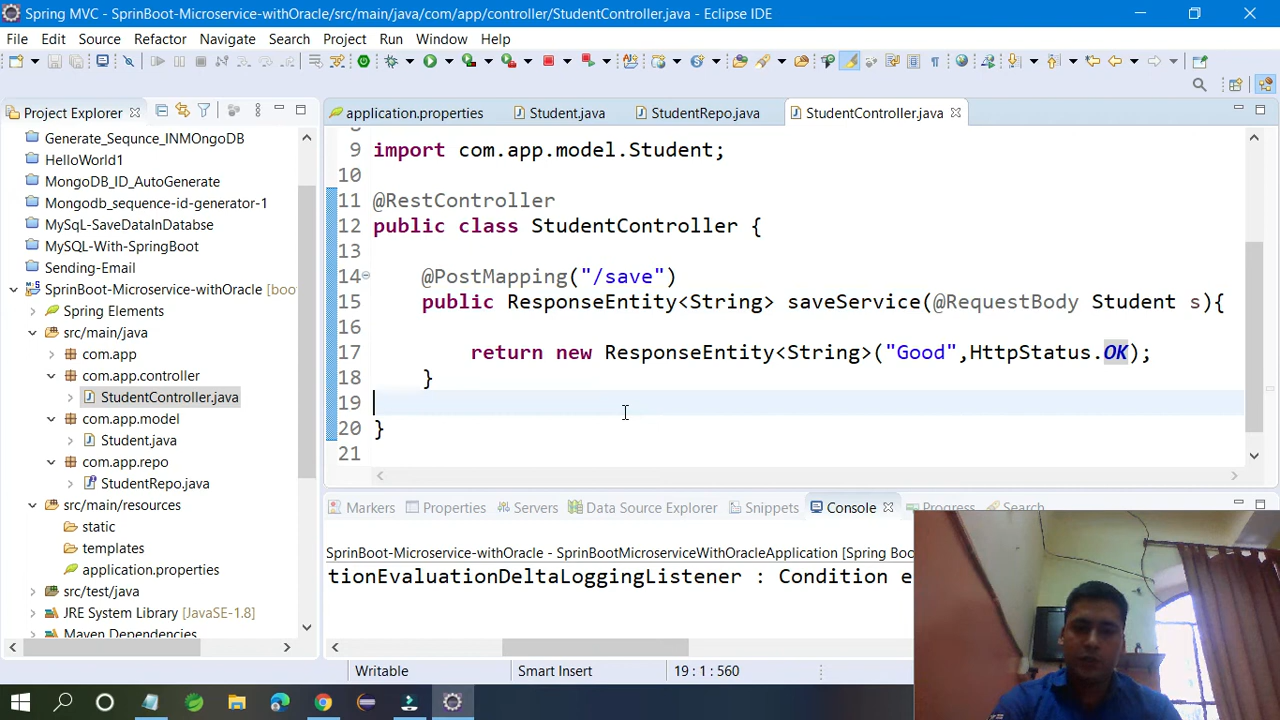 Spring MVC - SprinBoot-Microservice-withOracle/src/main/java/com/app/controller/StudentController.java - Eclipse IDE
File Edit Source Refactor Navigate Search Project Run Window Help
Project Explorer
application.properties Student.java StudentRepo.java StudentController.java
Generate_Sequnce_INMOngoDB
HelloWorld1
MongoDB_ID_AutoGenerate
Mongodb_sequence-id-generator-1
MySqL-SaveDataInDatabse
MySQL-With-SpringBoot
Sending-Email
SprinBoot-Microservice-withOracle [boo
Spring Elements
src/main/java
com.app
com.app.controller
StudentController.java
com.app.model
Student.java
com.app.repo
StudentRepo.java
src/main/resources
static
templates
application.properties
src/test/java
JRE System Library [JavaSE-1.8]
Maven Dependencies
9 import com.app.model.Student;
10
11 @RestController
12 public class StudentController {
13
14 @PostMapping("/save")
15 public ResponseEntity<String> saveService(@RequestBody Student s){
16
17 return new ResponseEntity<String>("Good",HttpStatus.OK);
18 }
19
20 }
21
Markers Properties Servers Data Source Explorer Snippets Console Progress Search
SprinBoot-Microservice-withOracle - SprinBootMicroserviceWithOracleApplication [Spring Boo
tionEvaluationDeltaLoggingListener : Condition e
Writable Smart Insert 19 : 1 : 560